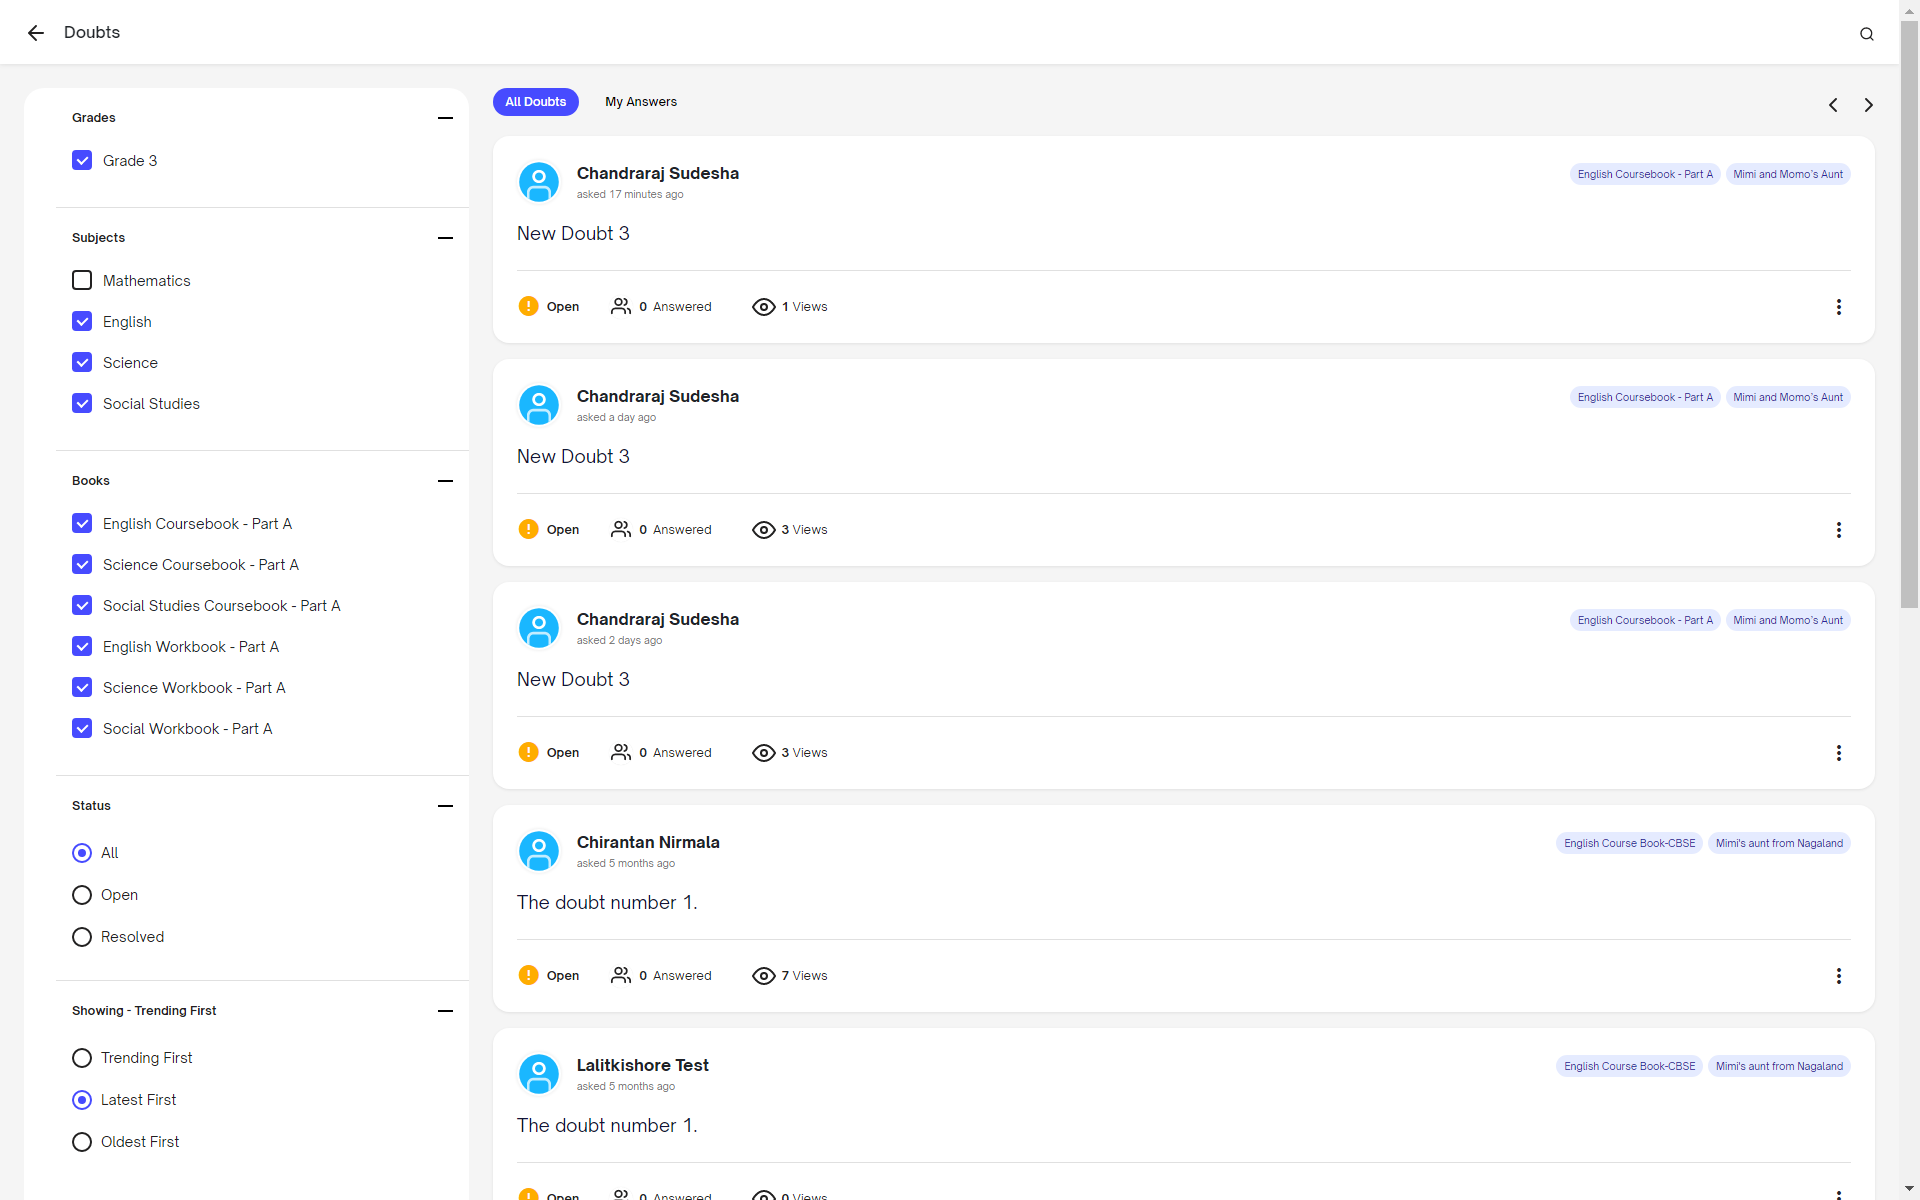 Doubts
Grades
Grade 3
Subjects
Mathematics
English
Science
Social Studies
Books
English Coursebook - Part A
Science Coursebook - Part A
Social Studies Coursebook - Part A
English Workbook - Part A
Science Workbook - Part A
Social Workbook - Part A
Status
All
Open
Resolved
Showing - Trending First
Trending First
Latest First
Oldest First
All Doubts My Answers
Chandraraj Sudesha
asked 17 minutes ago
English Coursebook - Part A Mimi and Momo's Aunt
New Doubt 3
Open 0 Answered 1 Views
Chandraraj Sudesha
asked a day ago
English Coursebook - Part A Mimi and Momo's Aunt
New Doubt 3
Open 0 Answered 3 Views
Chandraraj Sudesha
asked 2 days ago
English Coursebook - Part A Mimi and Momo's Aunt
New Doubt 3
Open 0 Answered 3 Views
Chirantan Nirmala
asked 5 months ago
English Course Book-CBSE Mimi's aunt from Nagaland
The doubt number 1.
Open 0 Answered 7 Views
Lalitkishore Test
asked 5 months ago
English Course Book-CBSE Mimi's aunt from Nagaland
The doubt number 1.
Open 0 Answered 0 Views